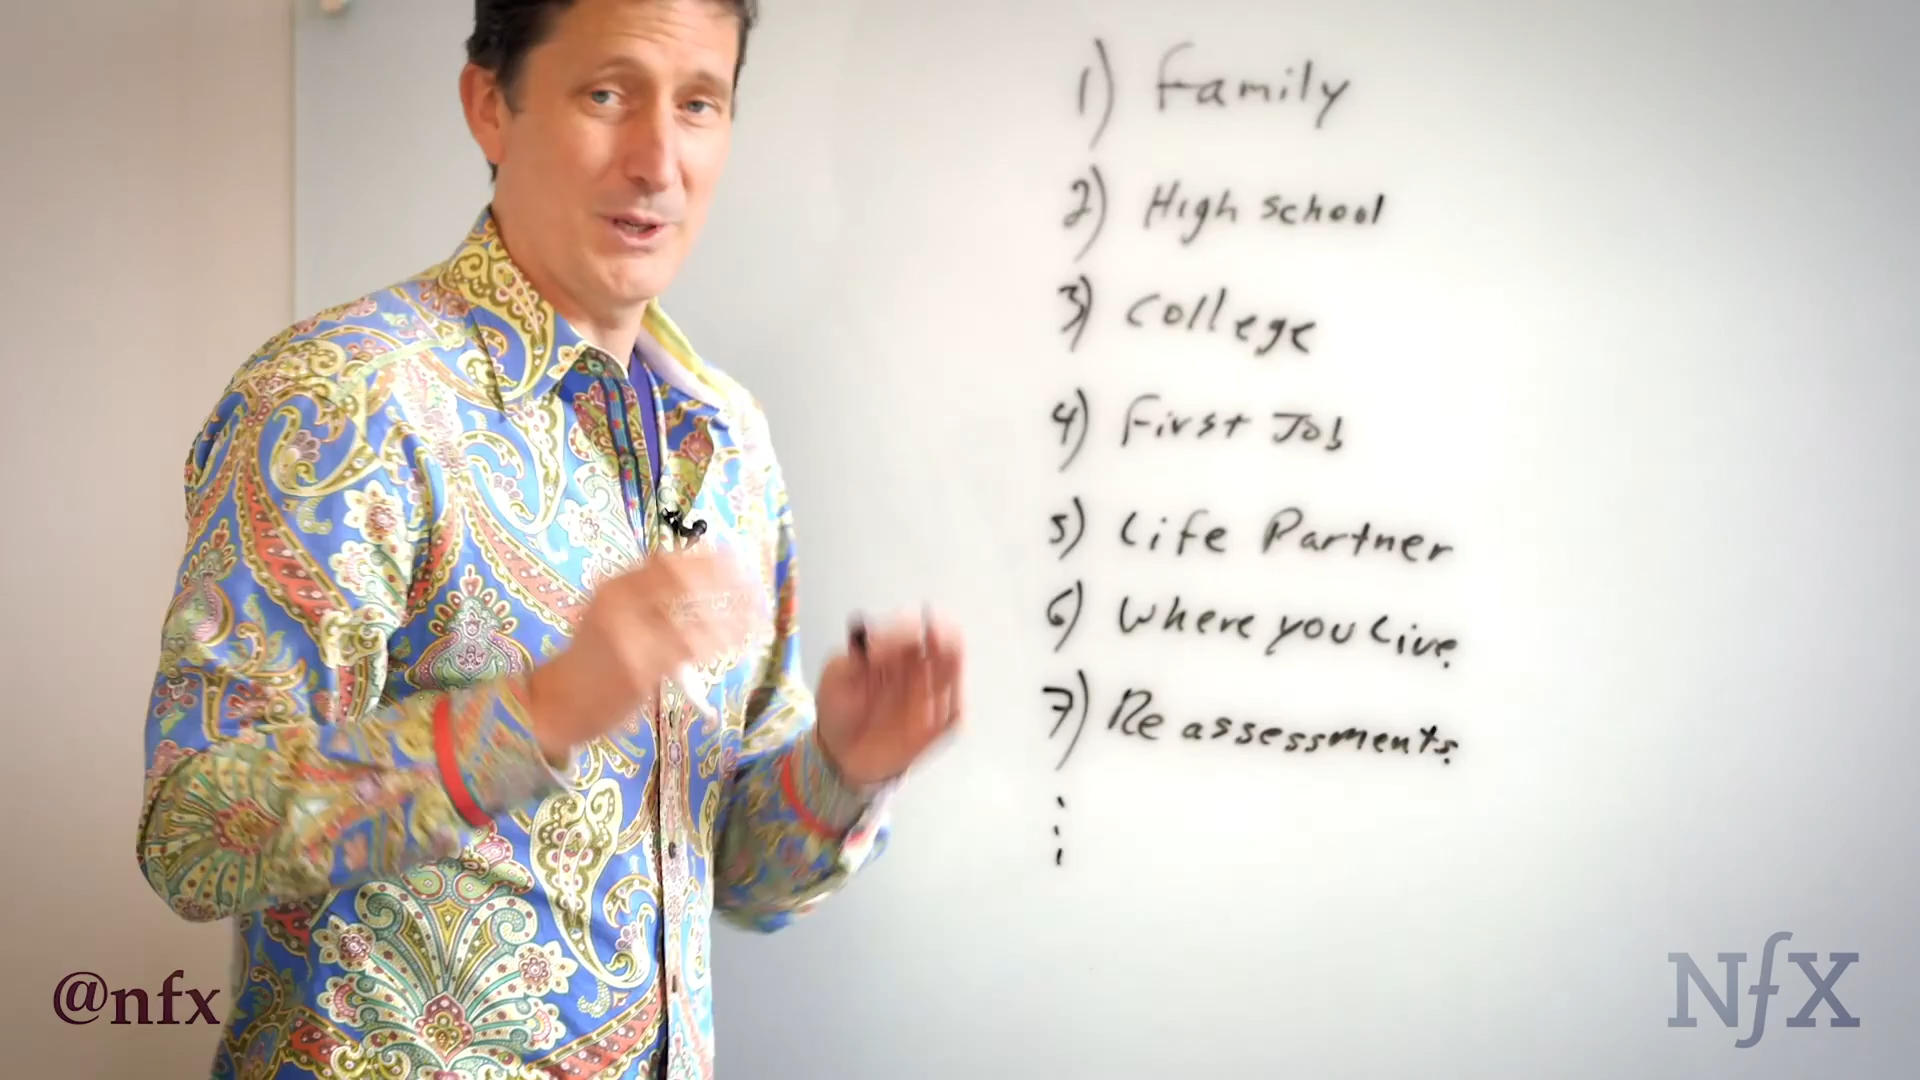 1) Family
2) High school
3) College
4) First Job
5) Life Partner
6) Where you Live.
7) Re assessments.
@nfx
NfX